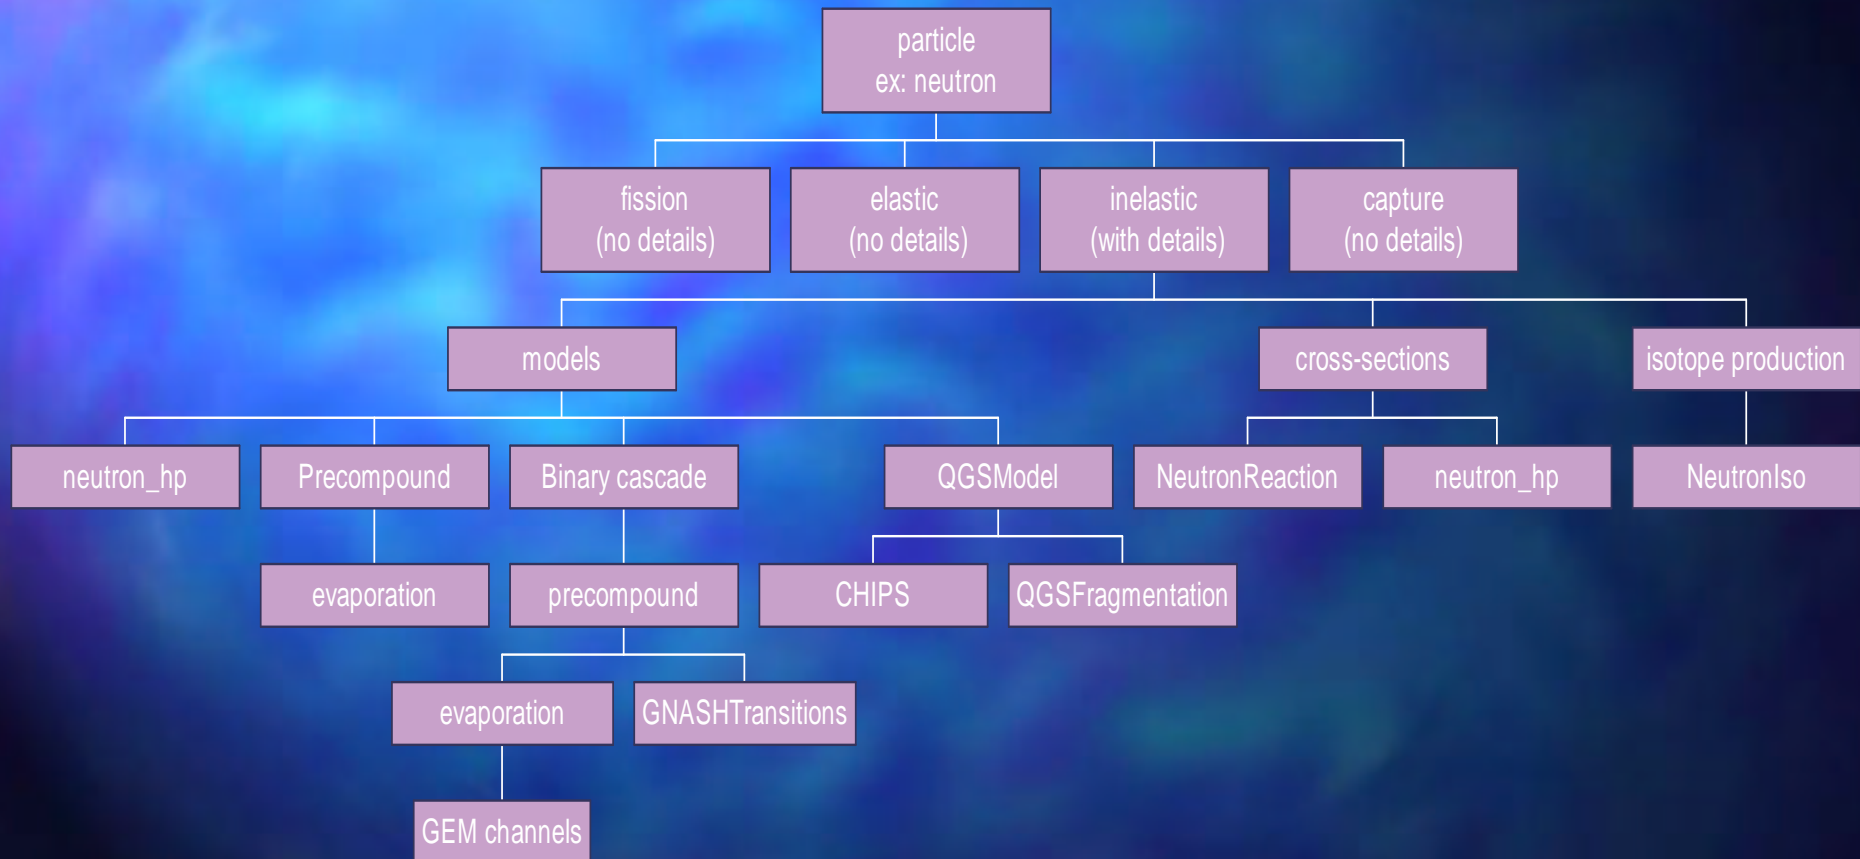 particle
ex: neutron
fission
(no details)
elastic
(no details)
inelastic
(with details)
capture
(no details)
models
cross-sections
isotope production
neutron_hp
Precompound
Binary cascade
QGSModel
NeutronReaction
neutron_hp
NeutronIso
evaporation
precompound
CHIPS
QGSFragmentation
evaporation
GNASHTransitions
GEM channels